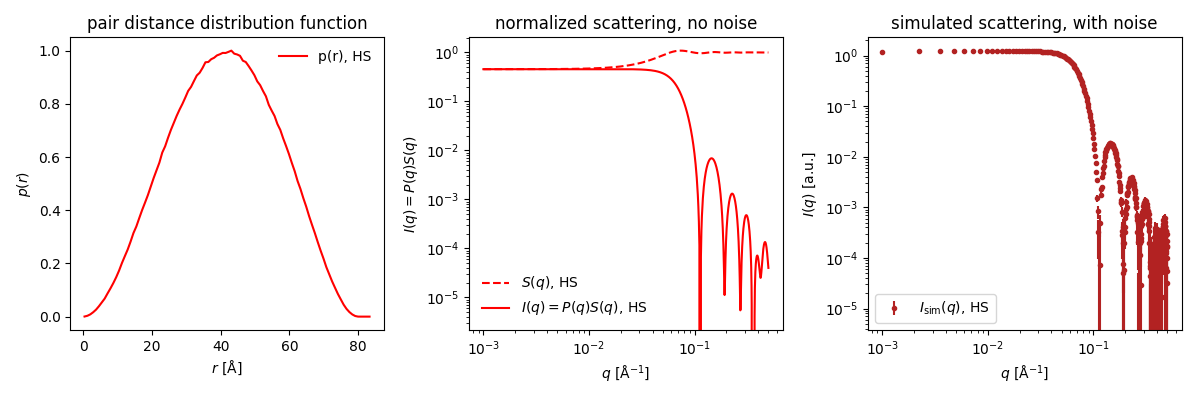 pair distance distribution function
p(r), HS
1.0
0.8
0.6
0.4
0.2
0.0
p(r)
0 20 40 60 80
r [Å]
normalized scattering, no noise
10⁰
10⁻¹
10⁻²
10⁻³
10⁻⁴
10⁻⁵
I(q) = P(q)S(q)
S(q), HS
I(q) = P(q)S(q), HS
10⁻³ 10⁻² 10⁻¹
q [Å⁻¹]
simulated scattering, with noise
10⁰
10⁻¹
10⁻²
10⁻³
10⁻⁴
10⁻⁵
I(q) [a.u.]
I_sim(q), HS
10⁻³ 10⁻² 10⁻¹
q [Å⁻¹]